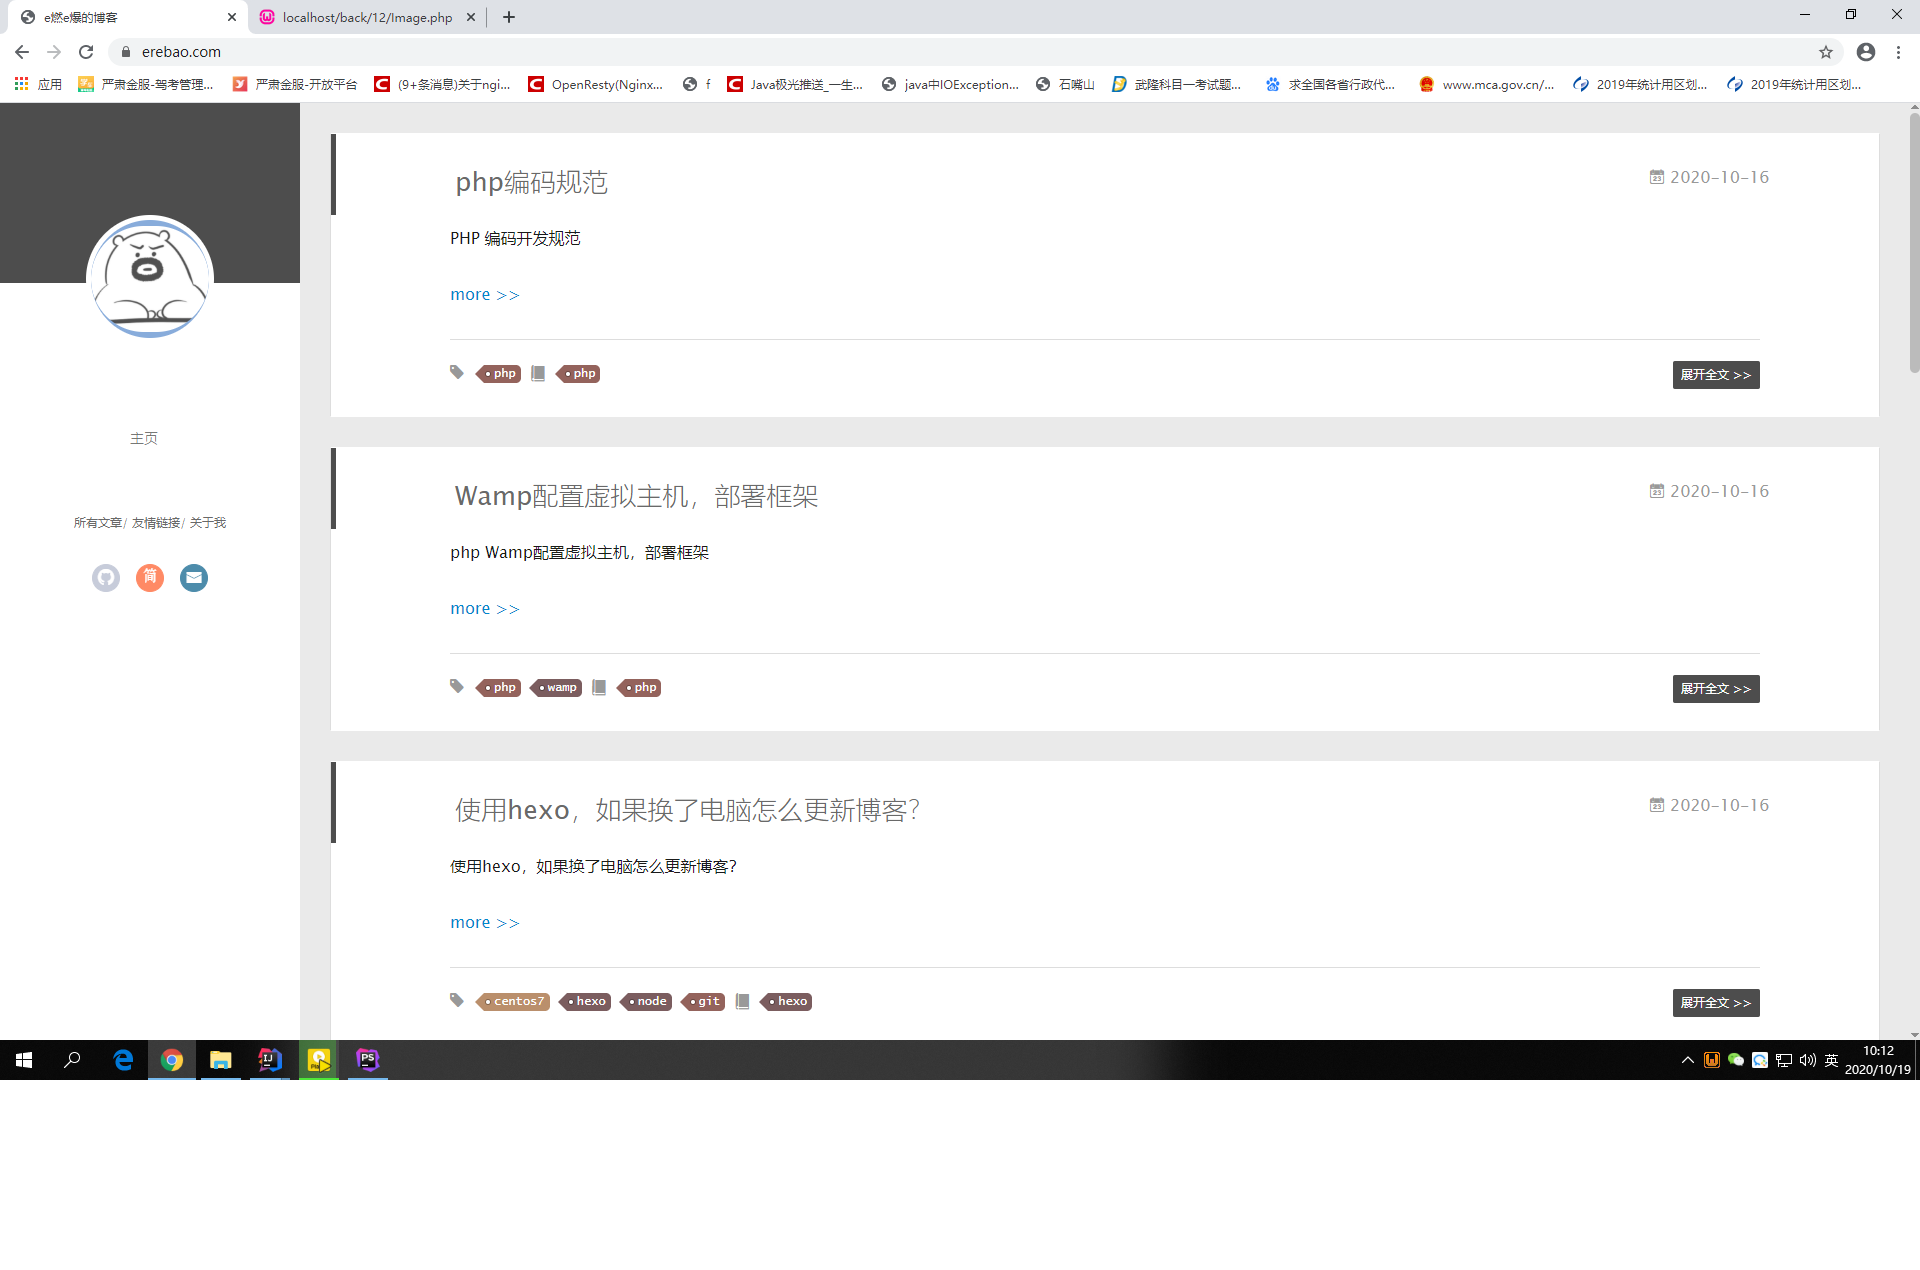 e燃e爆的博客
localhost/back/12/Image.php
erebao.com
应用
严肃金服-驾考管理...
严肃金服-开放平台
(9+条消息)关于ngi...
OpenResty(Nginx...
f
Java极光推送_一生...
java中IOException...
石嘴山
武隆科目一考试题...
求全国各省行政代...
www.mca.gov.cn/...
2019年统计用区划...
2019年统计用区划...
主页
所有文章/ 友情链接/ 关于我
简
php编码规范
2020-10-16
PHP 编码开发规范
more >>
php php
展开全文 >>
Wamp配置虚拟主机，部署框架
2020-10-16
php Wamp配置虚拟主机，部署框架
more >>
php wamp php
展开全文 >>
使用hexo，如果换了电脑怎么更新博客？
2020-10-16
使用hexo，如果换了电脑怎么更新博客？
more >>
centos7 hexo node git hexo
展开全文 >>
英
10:12
2020/10/19